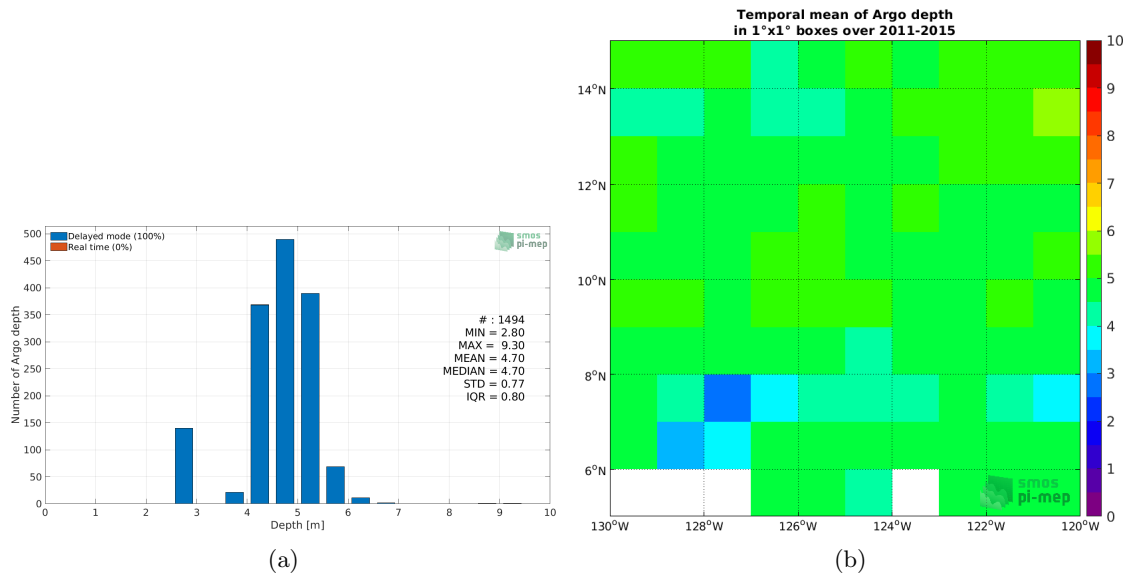 Delayed mode (100%)
Real time (0%)
smos
pi-mep
Number of Argo depth
500
450
400
350
300
250
200
150
100
50
0
# : 1494
MIN = 2.80
MAX = 9.30
MEAN = 4.70
MEDIAN = 4.70
STD = 0.77
IQR = 0.80
0 1 2 3 4 5 6 7 8 9 10
Depth [m]
(a)
Temporal mean of Argo depth
in 1°x1° boxes over 2011-2015
14°N
12°N
10°N
8°N
6°N
130°W 128°W 126°W 124°W 122°W 120°W
smos
pi-mep
10
9
8
7
6
5
4
3
2
1
0
(b)